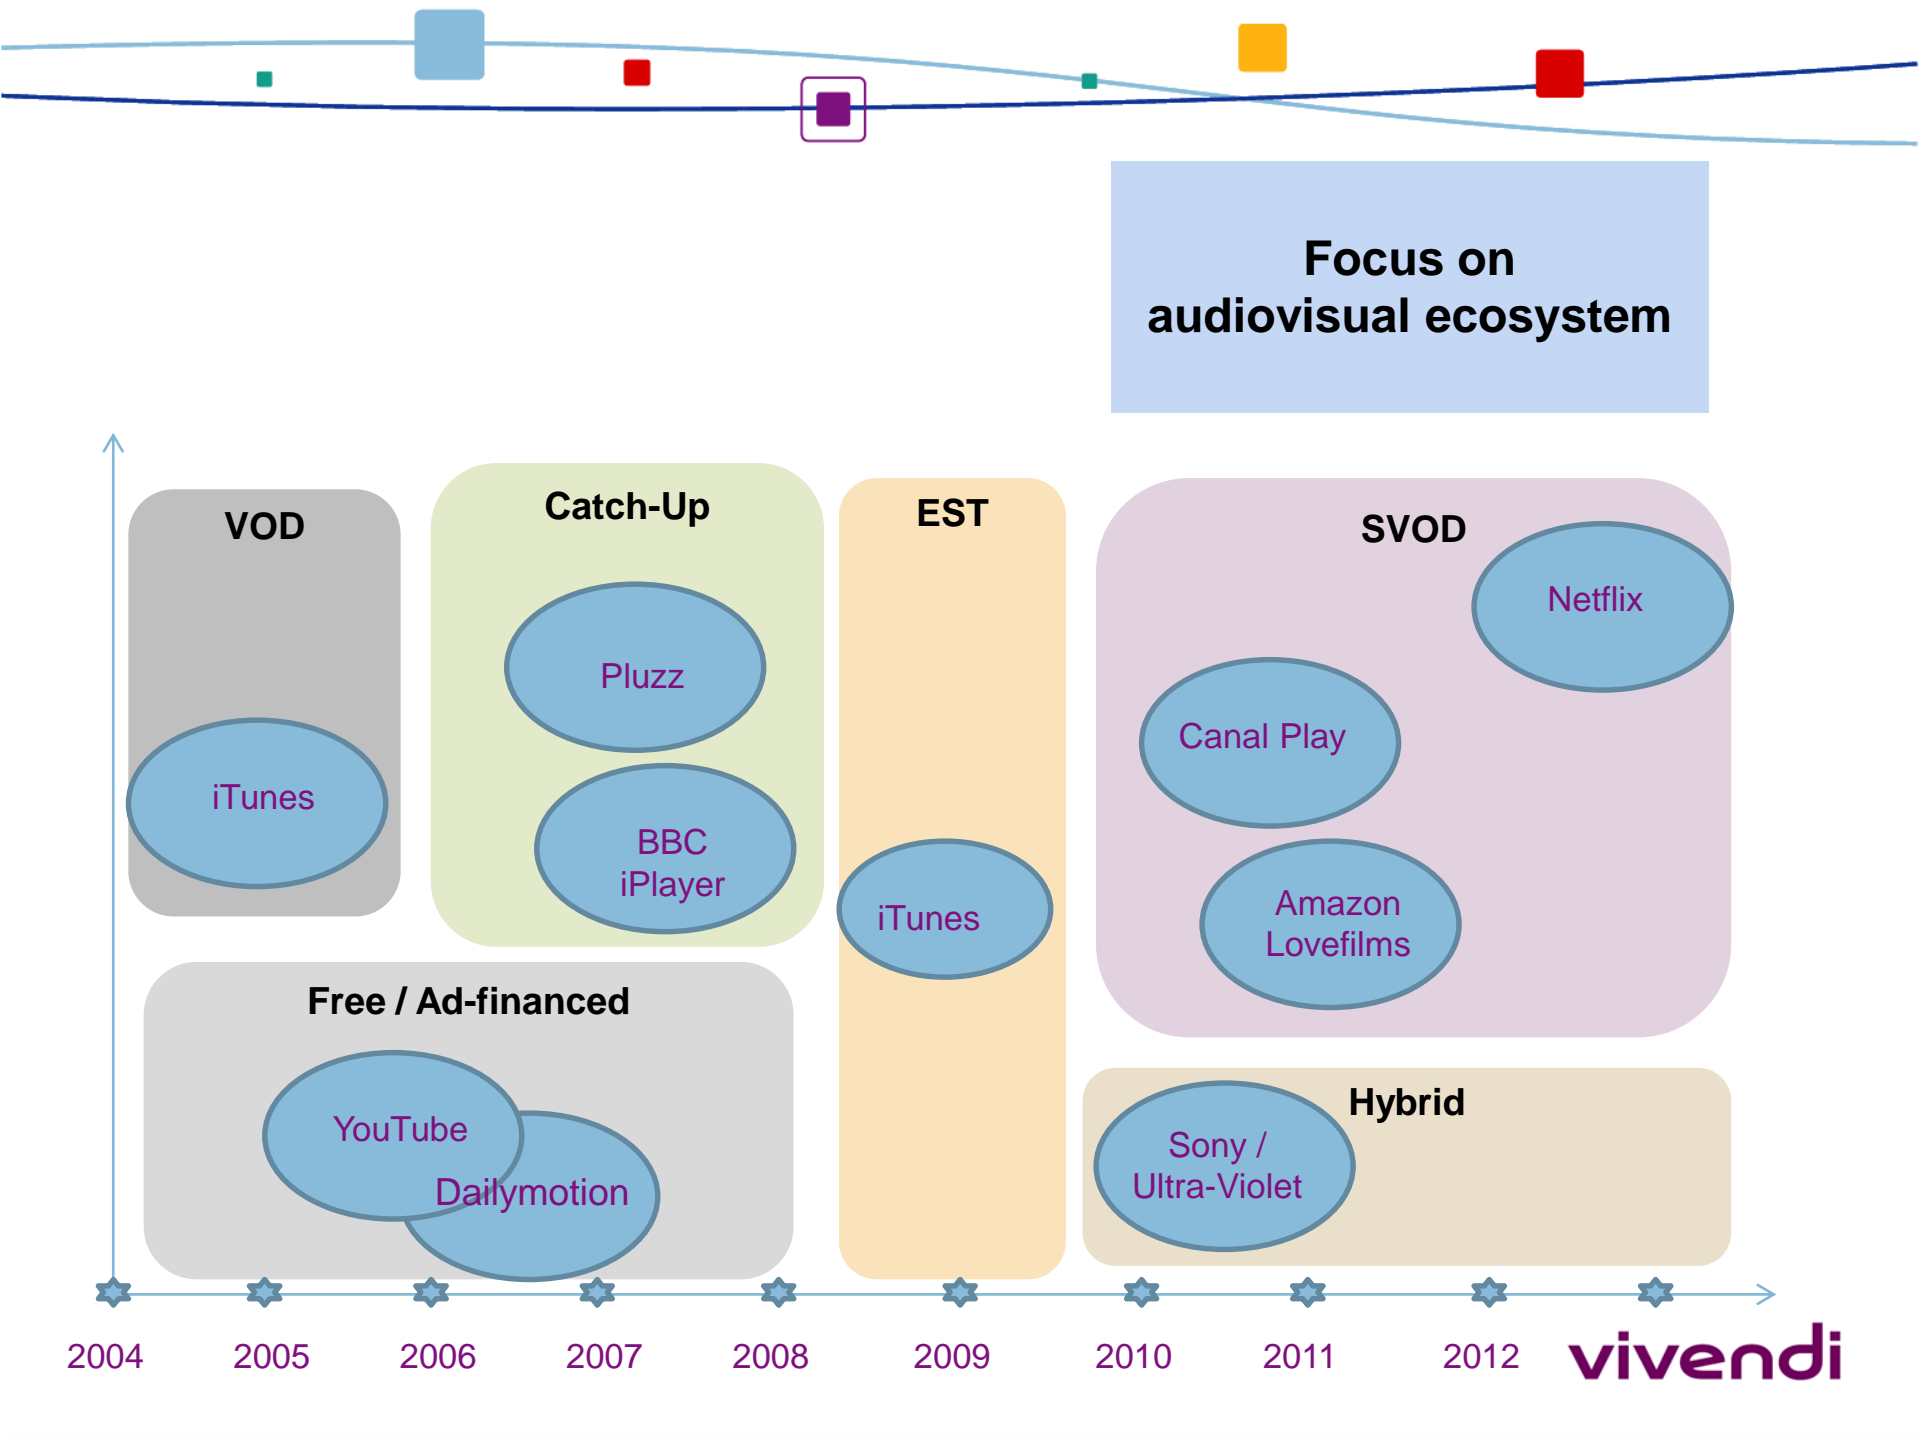 Focus on
audiovisual ecosystem
VOD
iTunes
Catch-Up
Pluzz
BBC
iPlayer
EST
iTunes
SVOD
Netflix
Canal Play
Amazon
Lovefilms
Free / Ad-financed
YouTube
Dailymotion
Hybrid
Sony /
Ultra-Violet
2004 2005 2006 2007 2008 2009 2010 2011 2012
vivendi